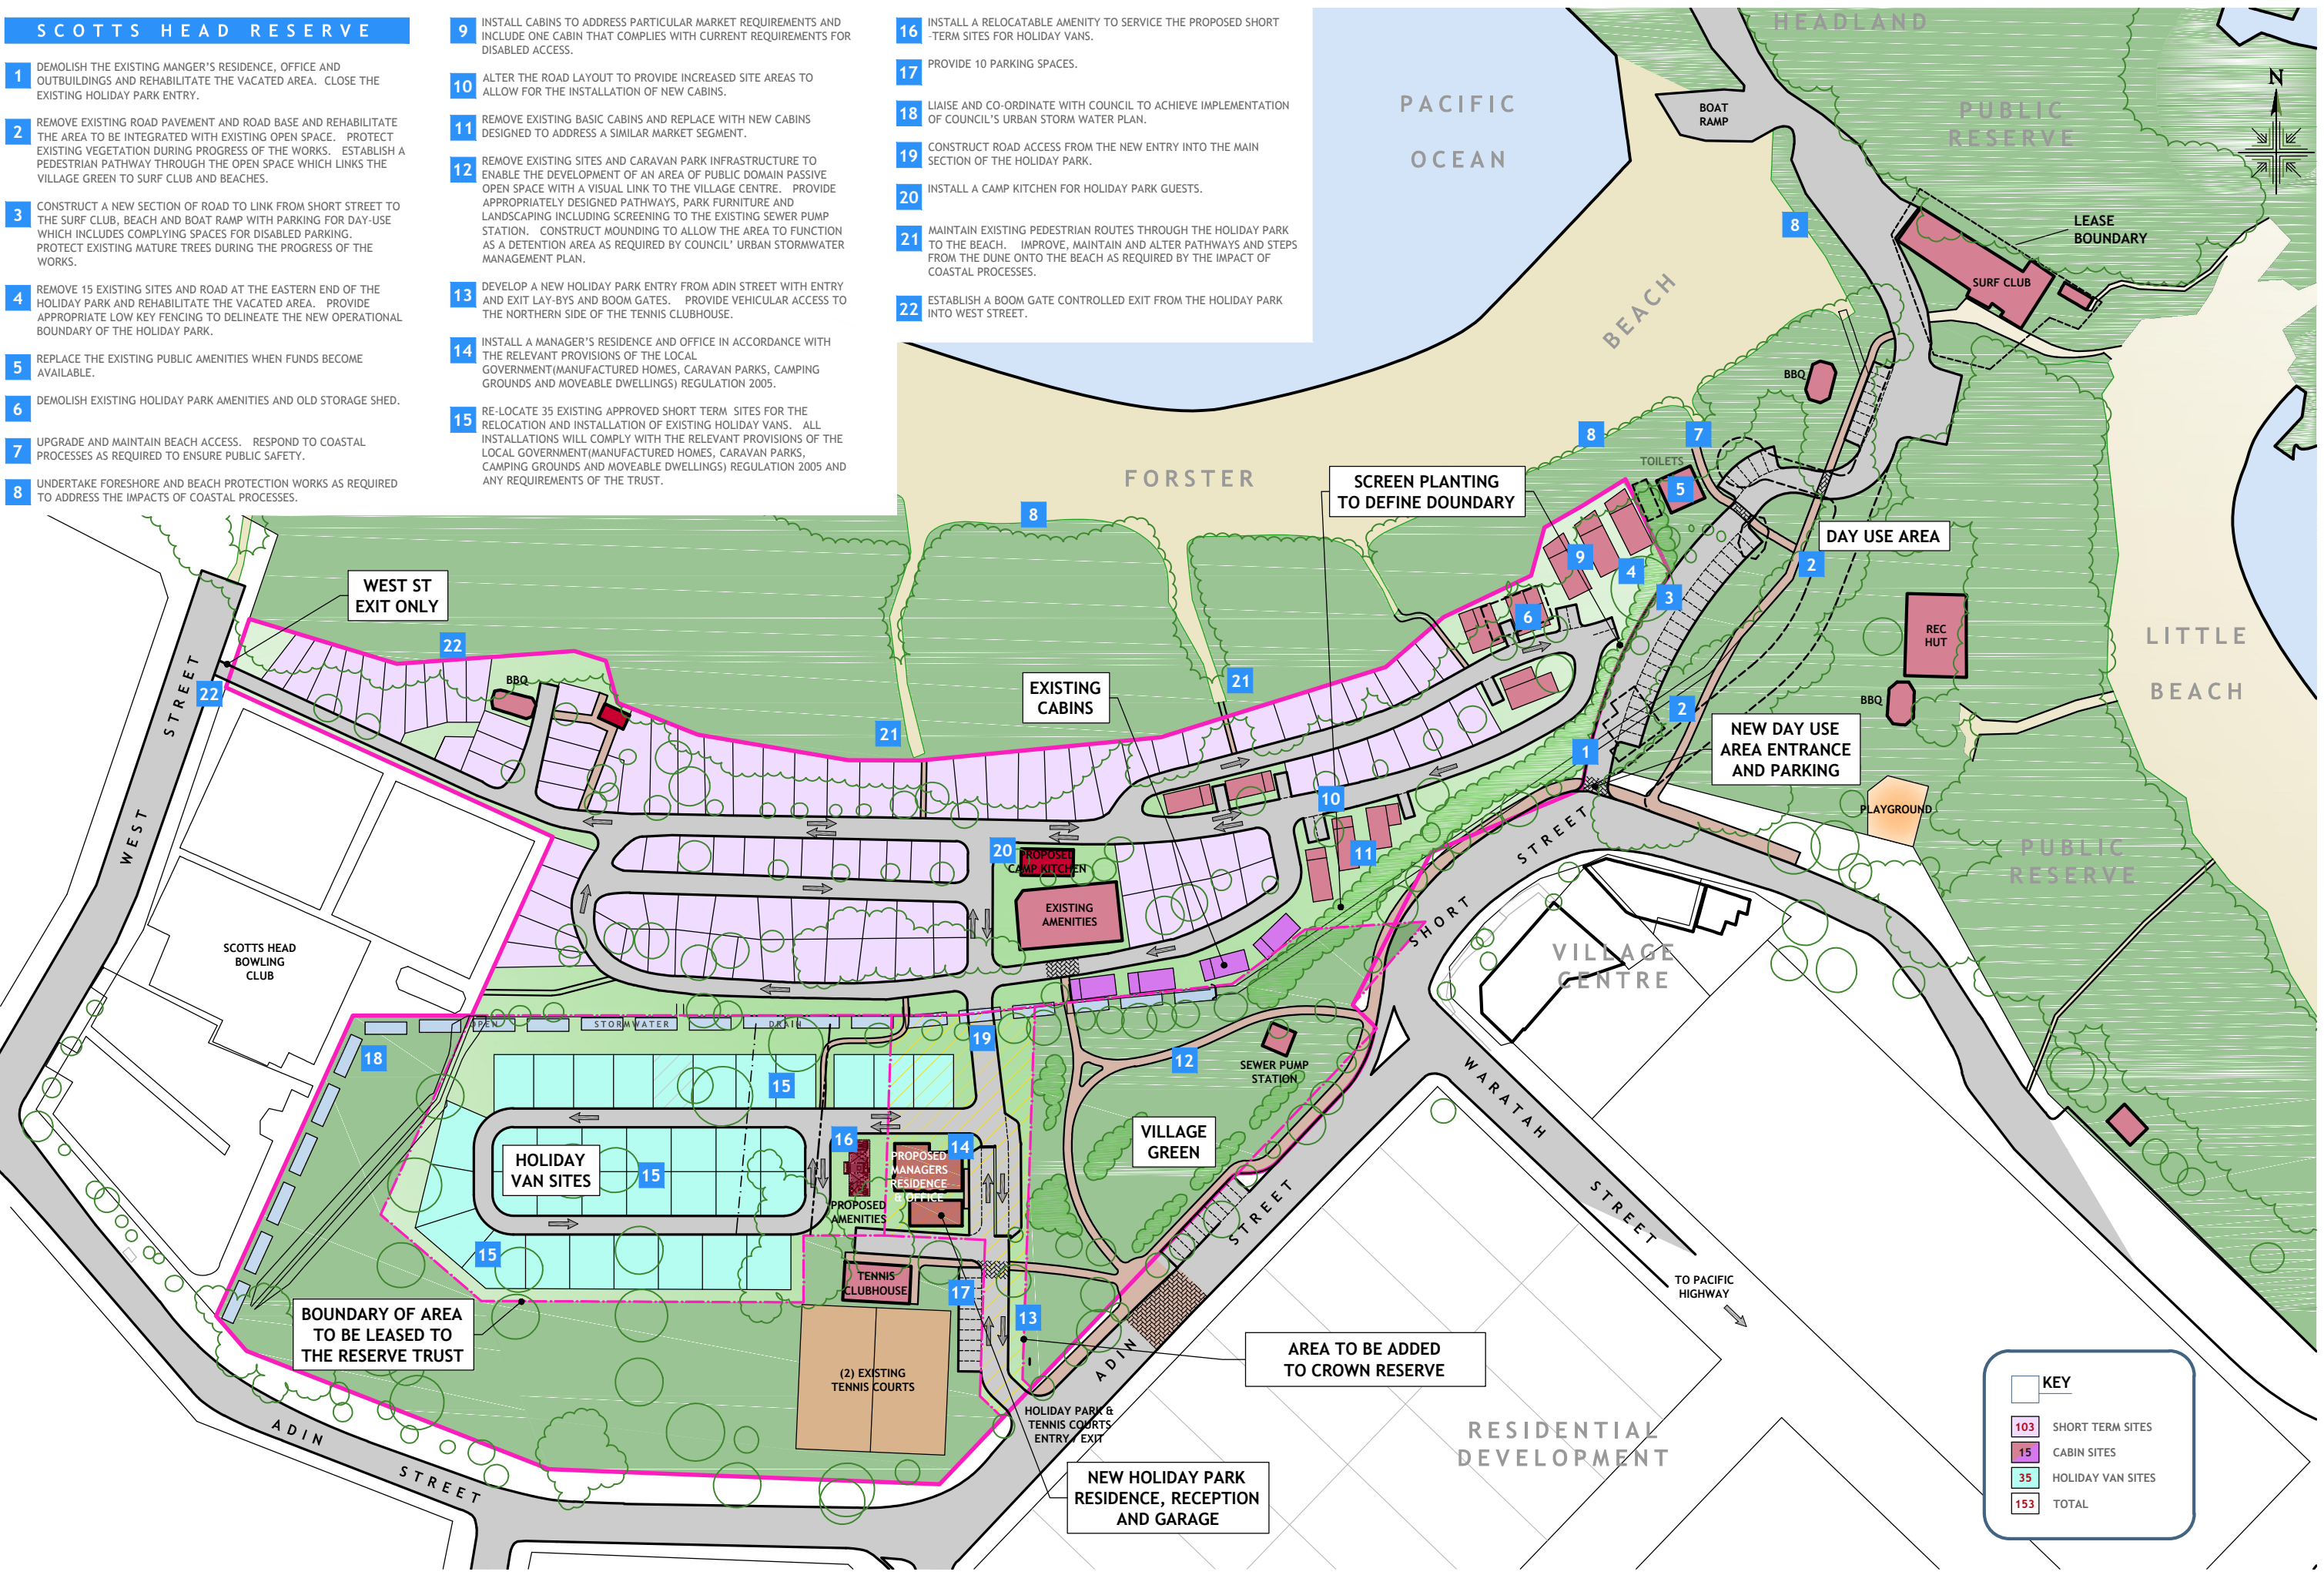 SCOTTS HEAD RESERVE
1
DEMOLISH THE EXISTING MANGER'S RESIDENCE, OFFICE AND
OUTBUILDINGS AND REHABILITATE THE VACATED AREA. CLOSE THE
EXISTING HOLIDAY PARK ENTRY.
2
REMOVE EXISTING ROAD PAVEMENT AND ROAD BASE AND REHABILITATE
THE AREA TO BE INTEGRATED WITH EXISTING OPEN SPACE. PROTECT
EXISTING VEGETATION DURING PROGRESS OF THE WORKS. ESTABLISH A
PEDESTRIAN PATHWAY THROUGH THE OPEN SPACE WHICH LINKS THE
VILLAGE GREEN TO SURF CLUB AND BEACHES.
3
CONSTRUCT A NEW SECTION OF ROAD TO LINK FROM SHORT STREET TO
THE SURF CLUB, BEACH AND BOAT RAMP WITH PARKING FOR DAY-USE
WHICH INCLUDES COMPLYING SPACES FOR DISABLED PARKING.
PROTECT EXISTING MATURE TREES DURING THE PROGRESS OF THE
WORKS.
4
REMOVE 15 EXISTING SITES AND ROAD AT THE EASTERN END OF THE
HOLIDAY PARK AND REHABILITATE THE VACATED AREA. PROVIDE
APPROPRIATE LOW KEY FENCING TO DELINEATE THE NEW OPERATIONAL
BOUNDARY OF THE HOLIDAY PARK.
5
REPLACE THE EXISTING PUBLIC AMENITIES WHEN FUNDS BECOME
AVAILABLE.
6
DEMOLISH EXISTING HOLIDAY PARK AMENITIES AND OLD STORAGE SHED.
7
UPGRADE AND MAINTAIN BEACH ACCESS. RESPOND TO COASTAL
PROCESSES AS REQUIRED TO ENSURE PUBLIC SAFETY.
8
UNDERTAKE FORESHORE AND BEACH PROTECTION WORKS AS REQUIRED
TO ADDRESS THE IMPACTS OF COASTAL PROCESSES.
9
INSTALL CABINS TO ADDRESS PARTICULAR MARKET REQUIREMENTS AND
INCLUDE ONE CABIN THAT COMPLIES WITH CURRENT REQUIREMENTS FOR
DISABLED ACCESS.
10
ALTER THE ROAD LAYOUT TO PROVIDE INCREASED SITE AREAS TO
ALLOW FOR THE INSTALLATION OF NEW CABINS.
11
REMOVE EXISTING BASIC CABINS AND REPLACE WITH NEW CABINS
DESIGNED TO ADDRESS A SIMILAR MARKET SEGMENT.
12
REMOVE EXISTING SITES AND CARAVAN PARK INFRASTRUCTURE TO
ENABLE THE DEVELOPMENT OF AN AREA OF PUBLIC DOMAIN PASSIVE
OPEN SPACE WITH A VISUAL LINK TO THE VILLAGE CENTRE. PROVIDE
APPROPRIATELY DESIGNED PATHWAYS, PARK FURNITURE AND
LANDSCAPING INCLUDING SCREENING TO THE EXISTING SEWER PUMP
STATION. CONSTRUCT MOUNDING TO ALLOW THE AREA TO FUNCTION
AS A DETENTION AREA AS REQUIRED BY COUNCIL' URBAN STORMWATER
MANAGEMENT PLAN.
13
DEVELOP A NEW HOLIDAY PARK ENTRY FROM ADIN STREET WITH ENTRY
AND EXIT LAY-BYS AND BOOM GATES. PROVIDE VEHICULAR ACCESS TO
THE NORTHERN SIDE OF THE TENNIS CLUBHOUSE.
14
INSTALL A MANAGER'S RESIDENCE AND OFFICE IN ACCORDANCE WITH
THE RELEVANT PROVISIONS OF THE LOCAL
GOVERNMENT(MANUFACTURED HOMES, CARAVAN PARKS, CAMPING
GROUNDS AND MOVEABLE DWELLINGS) REGULATION 2005.
15
RE-LOCATE 35 EXISTING APPROVED SHORT TERM SITES FOR THE
RELOCATION AND INSTALLATION OF EXISTING HOLIDAY VANS. ALL
INSTALLATIONS WILL COMPLY WITH THE RELEVANT PROVISIONS OF THE
LOCAL GOVERNMENT(MANUFACTURED HOMES, CARAVAN PARKS,
CAMPING GROUNDS AND MOVEABLE DWELLINGS) REGULATION 2005 AND
ANY REQUIREMENTS OF THE TRUST.
16
INSTALL A RELOCATABLE AMENITY TO SERVICE THE PROPOSED SHORT
-TERM SITES FOR HOLIDAY VANS.
17
PROVIDE 10 PARKING SPACES.
18
LIAISE AND CO-ORDINATE WITH COUNCIL TO ACHIEVE IMPLEMENTATION
OF COUNCIL'S URBAN STORM WATER PLAN.
19
CONSTRUCT ROAD ACCESS FROM THE NEW ENTRY INTO THE MAIN
SECTION OF THE HOLIDAY PARK.
20
INSTALL A CAMP KITCHEN FOR HOLIDAY PARK GUESTS.
21
MAINTAIN EXISTING PEDESTRIAN ROUTES THROUGH THE HOLIDAY PARK
TO THE BEACH. IMPROVE, MAINTAIN AND ALTER PATHWAYS AND STEPS
FROM THE DUNE ONTO THE BEACH AS REQUIRED BY THE IMPACT OF
COASTAL PROCESSES.
22
ESTABLISH A BOOM GATE CONTROLLED EXIT FROM THE HOLIDAY PARK
INTO WEST STREET.
HEADLAND
PUBLIC
RESERVE
N
PACIFIC
OCEAN
BOAT
RAMP
8
LEASE
BOUNDARY
SURF CLUB
BEACH
FORSTER
BBQ
8
8
7
TOILETS
5
SCREEN PLANTING
TO DEFINE DOUNDARY
DAY USE AREA
9
4
2
3
6
WEST ST
EXIT ONLY
22
22
BBQ
21
21
EXISTING
CABINS
REC
HUT
BBQ
LITTLE
BEACH
2
1
NEW DAY USE
AREA ENTRANCE
AND PARKING
PLAYGROUND
PUBLIC
RESERVE
WEST STREET
10
11
20
PROPOSED
CAMP KITCHEN
EXISTING
AMENITIES
SHORT STREET
VILLAGE
CENTRE
SCOTTS HEAD
BOWLING
CLUB
OPEN STORMWATER DRAIN
18
19
12
15
SEWER PUMP
STATION
WARATAH STREET
VILLAGE
GREEN
16
14
HOLIDAY
VAN SITES
15
PROPOSED
MANAGERS
RESIDENCE
& OFFICE
PROPOSED
AMENITIES
15
TENNIS
CLUBHOUSE
17
13
TO PACIFIC
HIGHWAY
BOUNDARY OF AREA
TO BE LEASED TO
THE RESERVE TRUST
AREA TO BE ADDED
TO CROWN RESERVE
(2) EXISTING
TENNIS COURTS
ADIN STREET
HOLIDAY PARK &
TENNIS COURTS
ENTRY / EXIT
ADIN STREET
NEW HOLIDAY PARK
RESIDENCE, RECEPTION
AND GARAGE
RESIDENTIAL
DEVELOPMENT
KEY
103 SHORT TERM SITES
15 CABIN SITES
35 HOLIDAY VAN SITES
153 TOTAL